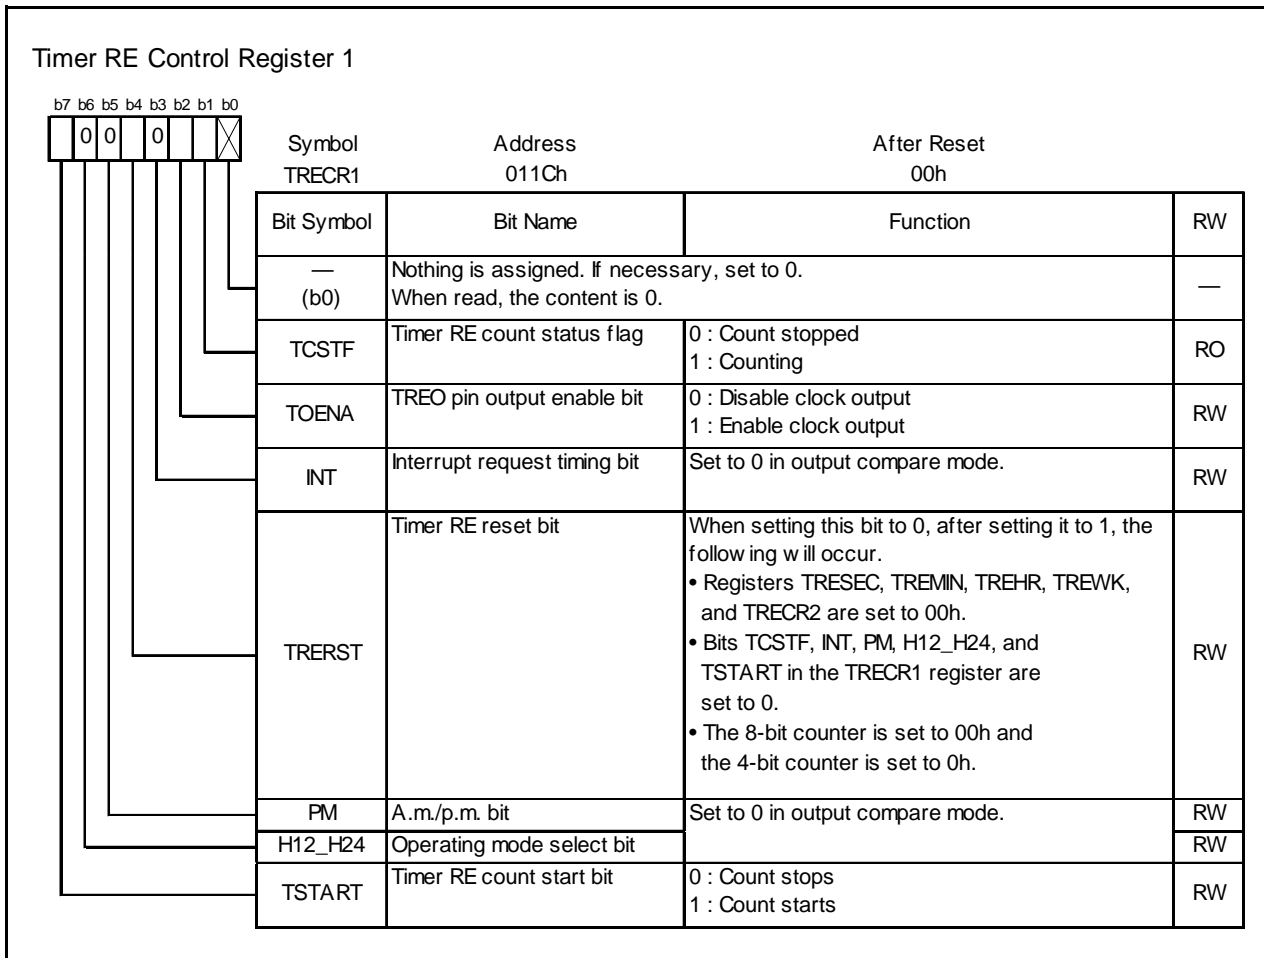 Timer RE Control Register 1
b7 b6 b5 b4 b3 b2 b1 b0
0 0 0
Symbol Address After Reset
TRECR1 011Ch 00h
Bit Symbol Bit Name Function RW
— (b0) Nothing is assigned. If necessary, set to 0.
When read, the content is 0. —
TCSTF Timer RE count status flag 0 : Count stopped
1 : Counting RO
TOENA TREO pin output enable bit 0 : Disable clock output
1 : Enable clock output RW
INT Interrupt request timing bit Set to 0 in output compare mode. RW
TRERST Timer RE reset bit When setting this bit to 0, after setting it to 1, the
following will occur.
• Registers TRESEC, TREMIN, TREHR, TREWK,
and TRECR2 are set to 00h.
• Bits TCSTF, INT, PM, H12_H24, and
TSTART in the TRECR1 register are
set to 0.
• The 8-bit counter is set to 00h and
the 4-bit counter is set to 0h. RW
PM A.m./p.m. bit Set to 0 in output compare mode. RW
H12_H24 Operating mode select bit RW
TSTART Timer RE count start bit 0 : Count stops
1 : Count starts RW